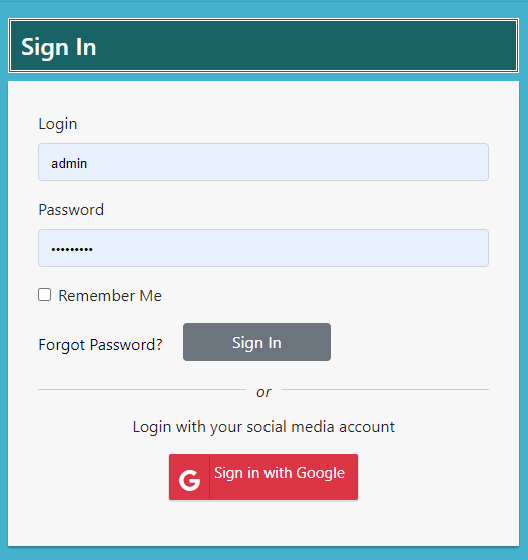 Sign In
Login
admin
Password
•••••••••
Remember Me
Forgot Password? Sign In
or
Login with your social media account
G Sign in with Google